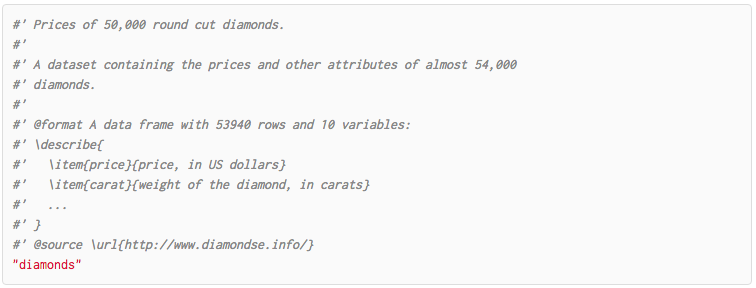 #' Prices of 50,000 round cut diamonds.
#'
#' A dataset containing the prices and other attributes of almost 54,000
#' diamonds.
#'
#' @format A data frame with 53940 rows and 10 variables:
#' \describe{
#'   \item{price}{price, in US dollars}
#'   \item{carat}{weight of the diamond, in carats}
#'   ...
#' }
#' @source \url{http://www.diamondse.info/}
"diamonds"